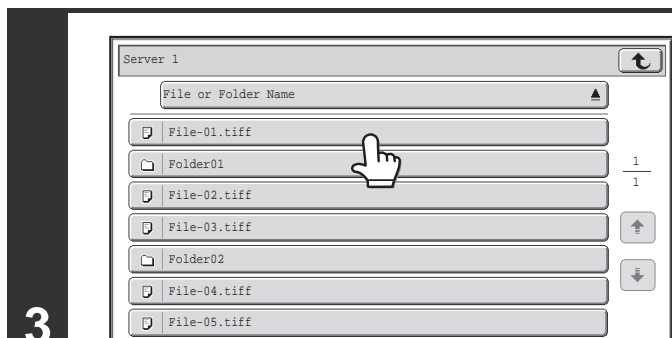 Server 1
File or Folder Name
File-01.tiff
Folder01
1
1
File-02.tiff
File-03.tiff
Folder02
File-04.tiff
File-05.tiff
3